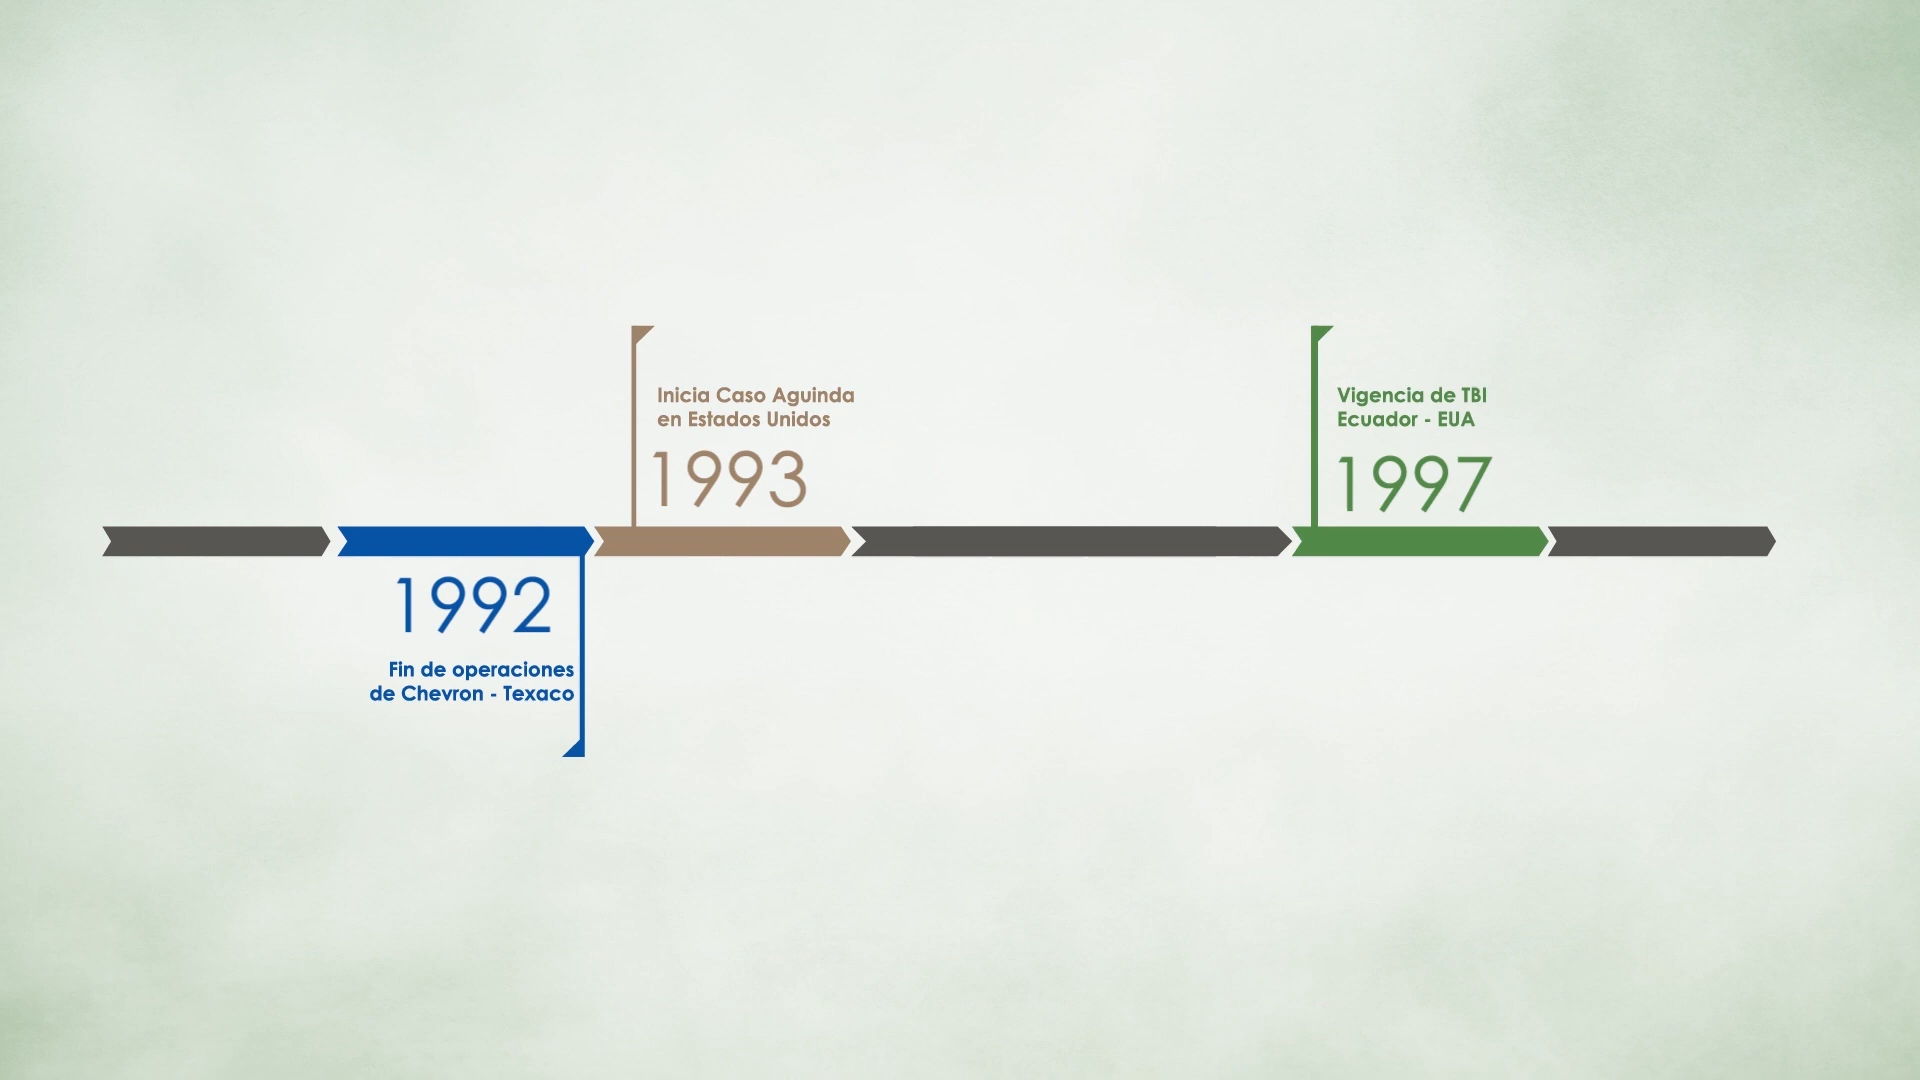 Inicia Caso Aguinda
en Estados Unidos
1993
Vigencia de TBI
Ecuador - EUA
1997
1992
Fin de operaciones
de Chevron - Texaco